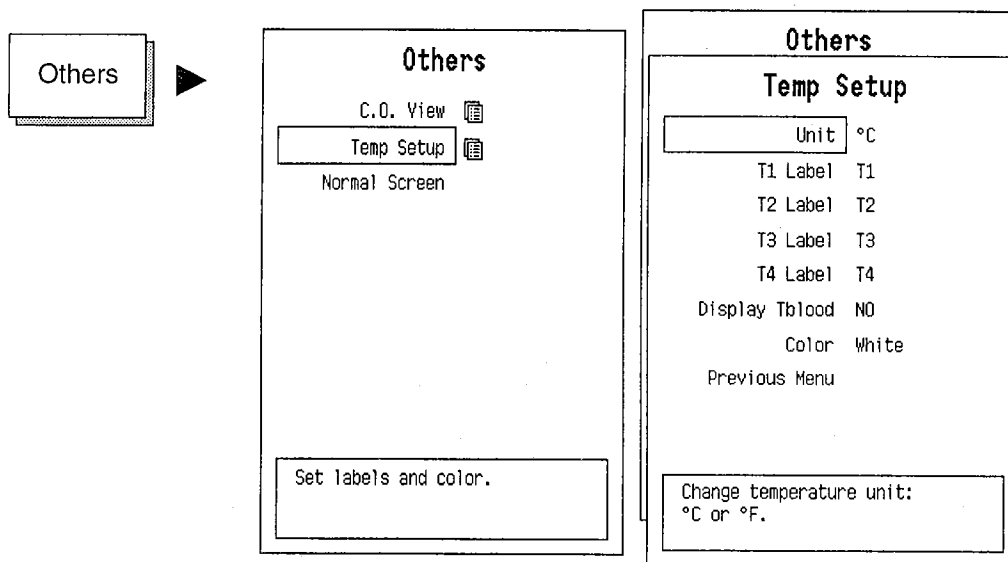 Others
Others
C.O. View
Temp Setup
Normal Screen
Set labels and color.
Others
Temp Setup
Unit °C
T1 Label T1
T2 Label T2
T3 Label T3
T4 Label T4
Display Tblood NO
Color White
Previous Menu
Change temperature unit:
°C or °F.